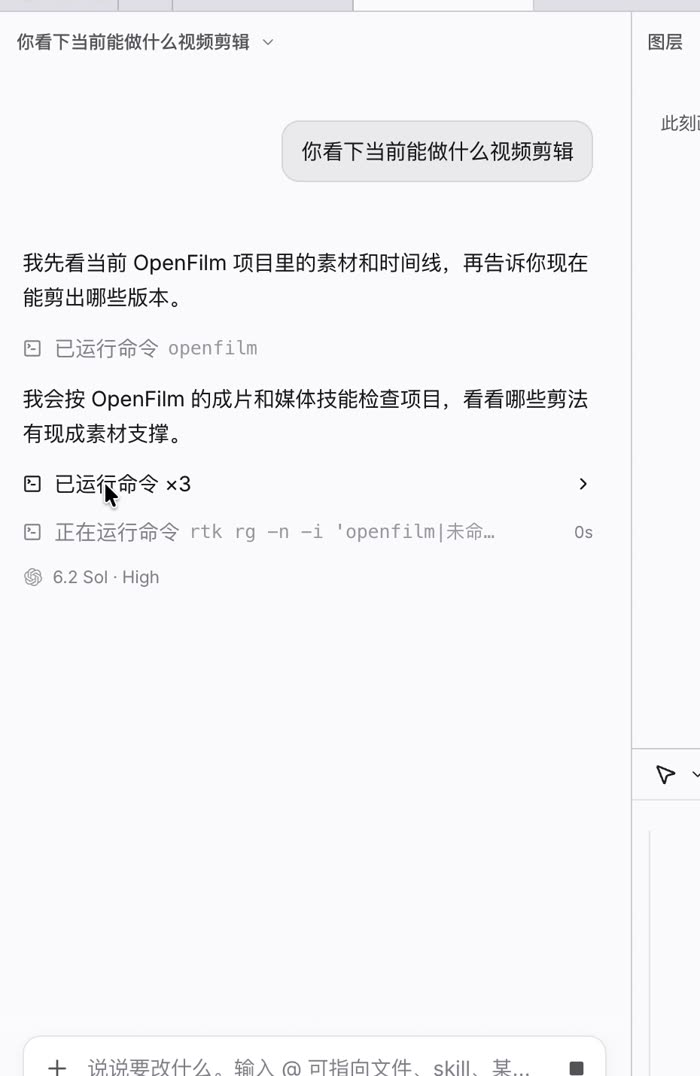 你看下当前能做什么视频剪辑
图层
此刻
你看下当前能做什么视频剪辑
我先看当前 OpenFilm 项目里的素材和时间线，再告诉你现在
能剪出哪些版本。
已运行命令 openfilm
我会按 OpenFilm 的成片和媒体技能检查项目，看看哪些剪法
有现成素材支撑。
已运行命令 ×3
正在运行命令 rtk rg -n -i 'openfilm|未命… 0s
6.2 Sol · High
说说要改什么。输入 @ 可指向文件、skill、某…